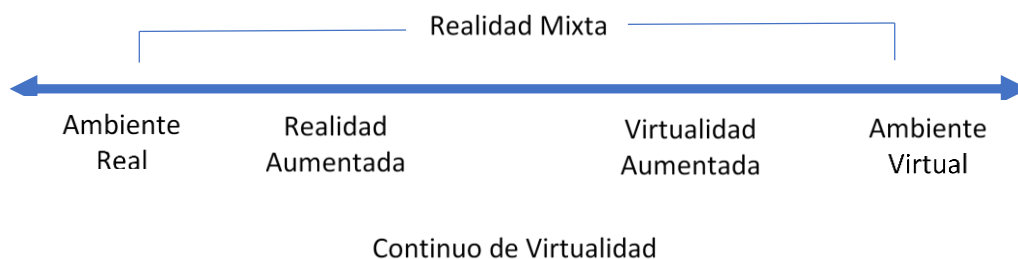 Realidad Mixta
Ambiente
Real
Realidad
Aumentada
Virtualidad
Aumentada
Ambiente
Virtual
Continuo de Virtualidad